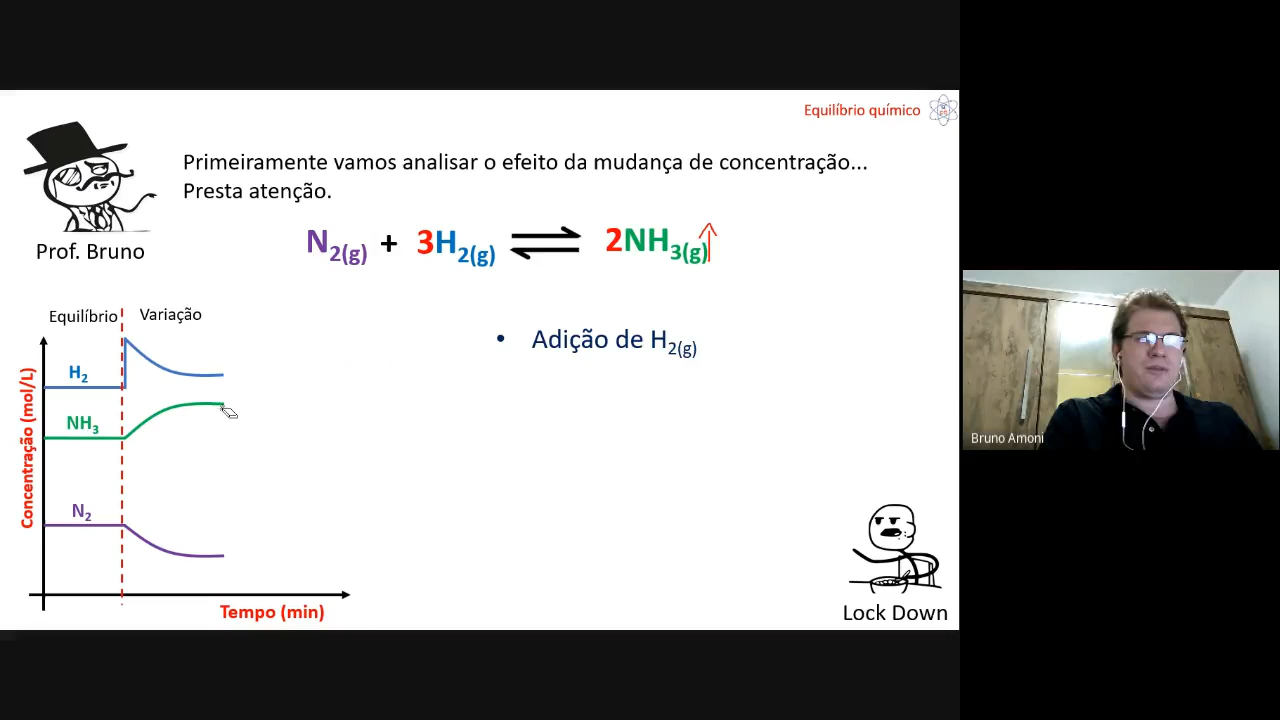 Equilíbrio químico
Primeiramente vamos analisar o efeito da mudança de concentração...
Presta atenção.
N2(g) + 3H2(g) ⇌ 2NH3(g)
Prof. Bruno
Equilíbrio
Variação
Adição de H2(g)
H2
NH3
N2
Concentração (mol/L)
Tempo (min)
Lock Down
Bruno Amoni